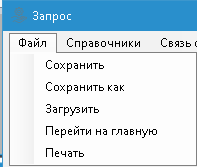 Запрос
Файл Справочники Связь с
Сохранить
Сохранить как
Загрузить
Перейти на главную
Печать